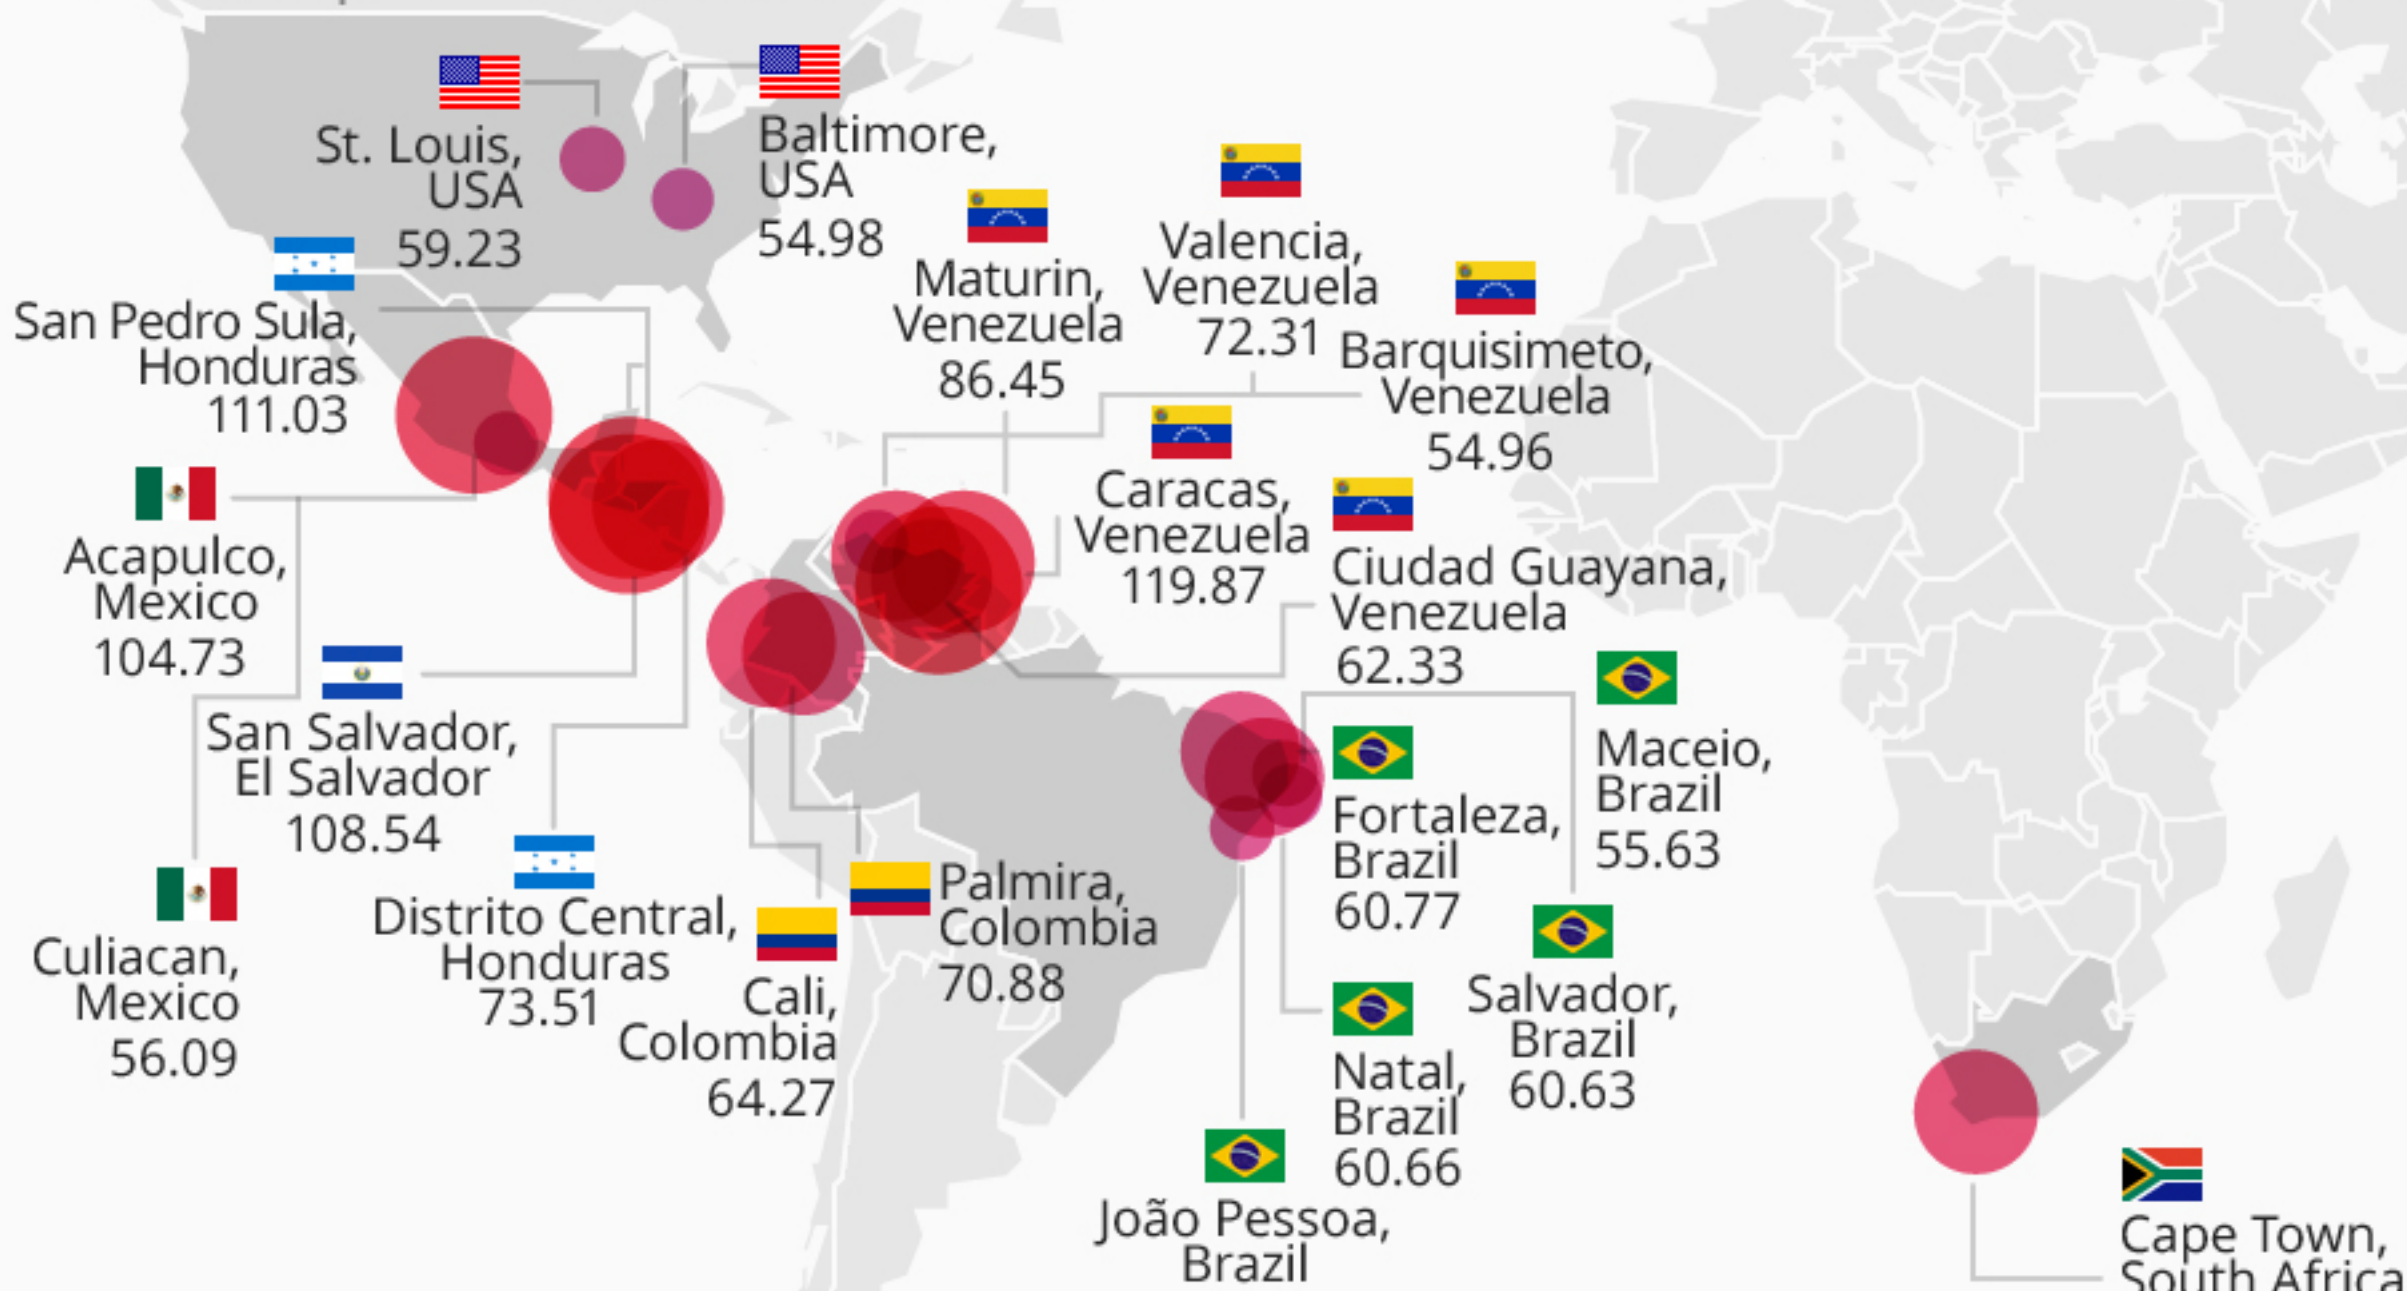 St. Louis,
USA
59.23
Baltimore,
USA
54.98
San Pedro Sula,
Honduras
111.03
Maturin,
Venezuela
86.45
Valencia,
Venezuela
72.31
Barquisimeto,
Venezuela
54.96
Acapulco,
Mexico
104.73
Caracas,
Venezuela
119.87
Ciudad Guayana,
Venezuela
62.33
San Salvador,
El Salvador
108.54
Maceio,
Brazil
55.63
Fortaleza,
Brazil
60.77
Culiacan,
Mexico
56.09
Distrito Central,
Honduras
73.51
Palmira,
Colombia
70.88
Cali,
Colombia
64.27
Salvador,
Brazil
60.63
Natal,
Brazil
60.66
João Pessoa,
Brazil
Cape Town,
South Africa